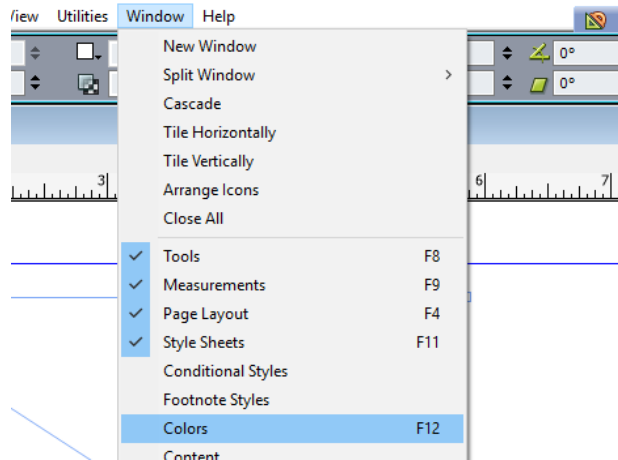 View Utilities Window Help
New Window
0°
Split Window
0°
Cascade
Tile Horizontally
Tile Vertically
3
6
7
Arrange Icons
Close All
Tools F8
Measurements F9
Page Layout F4
Style Sheets F11
Conditional Styles
Footnote Styles
Colors F12
Content